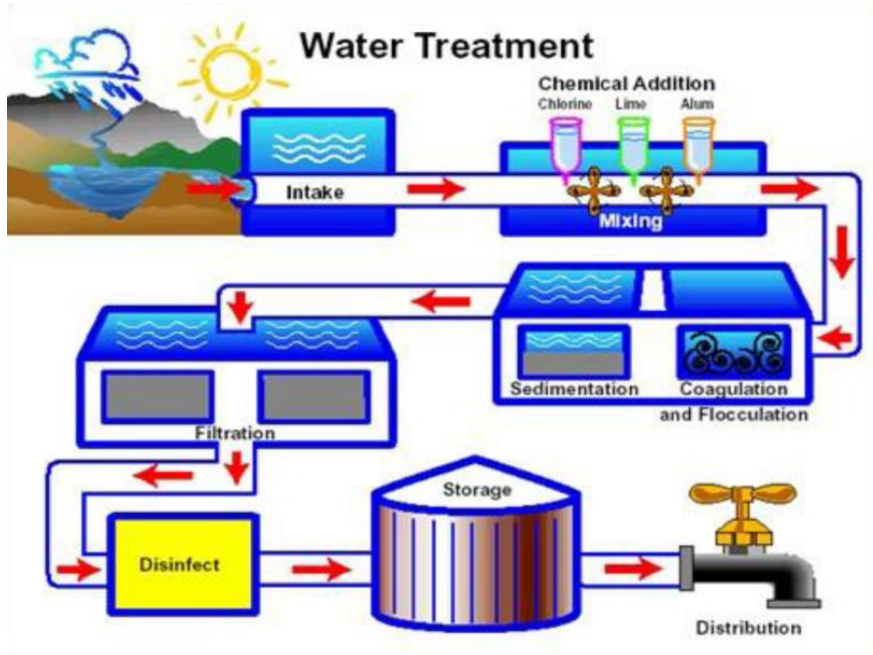 Water Treatment
Chemical Addition
Chlorine Lime Alum
Intake
Mixing
Sedimentation
Coagulation
and Flocculation
Filtration
Storage
Disinfect
Distribution